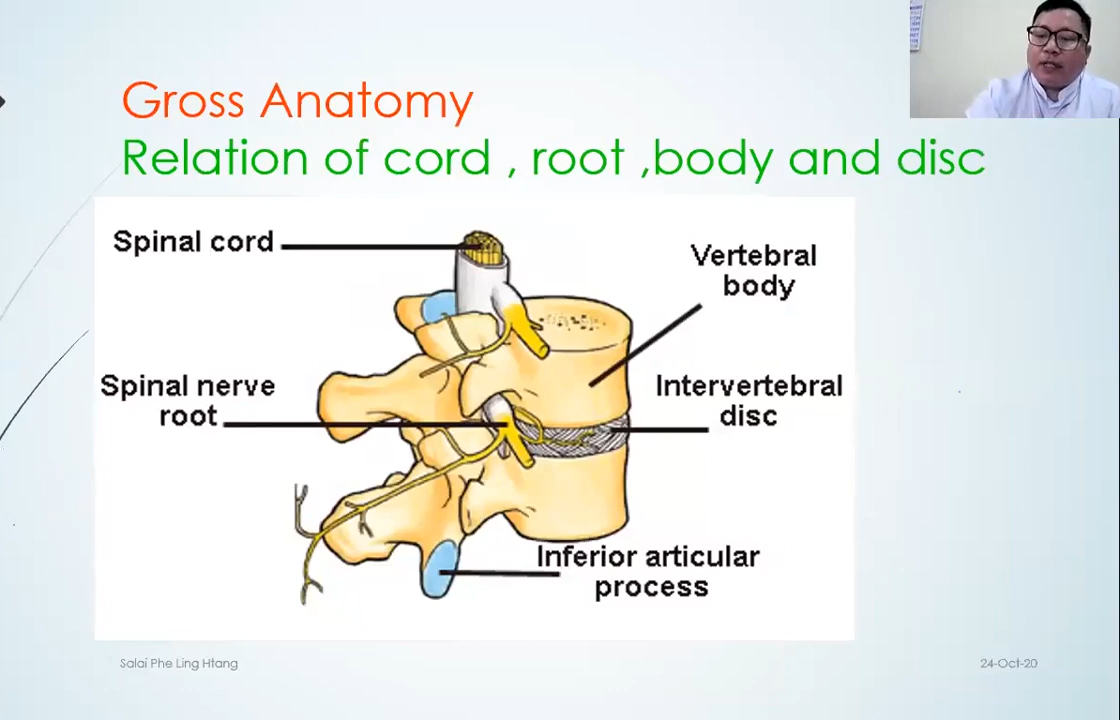 Gross Anatomy
Relation of cord , root ,body and disc
Spinal cord
Vertebral
body
Spinal nerve
root
Intervertebral
disc
Inferior articular
process
Salai Phe Ling Htang
24-Oct-20